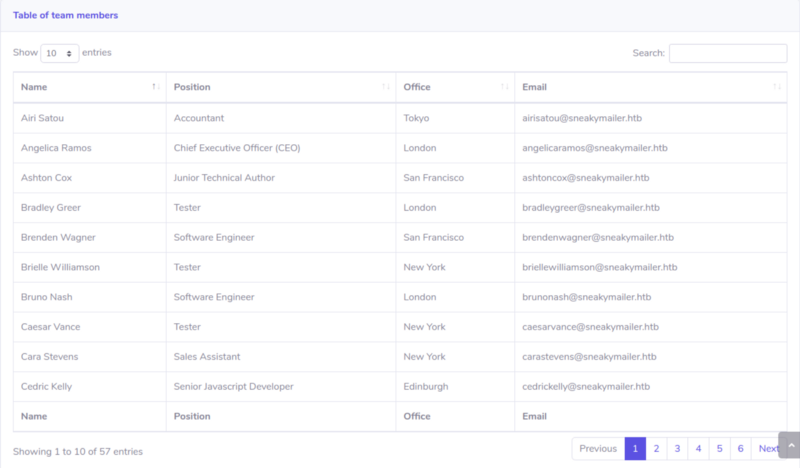 Table of team members
Show 10 entries Search:
Name Position Office Email
Airi Satou Accountant Tokyo airisatou@sneakymailer.htb
Angelica Ramos Chief Executive Officer (CEO) London angelicaramos@sneakymailer.htb
Ashton Cox Junior Technical Author San Francisco ashtoncox@sneakymailer.htb
Bradley Greer Tester London bradleygreer@sneakymailer.htb
Brenden Wagner Software Engineer San Francisco brendenwagner@sneakymailer.htb
Brielle Williamson Tester New York briellewilliamson@sneakymailer.htb
Bruno Nash Software Engineer London brunonash@sneakymailer.htb
Caesar Vance Tester New York caesarvance@sneakymailer.htb
Cara Stevens Sales Assistant New York carastevens@sneakymailer.htb
Cedric Kelly Senior Javascript Developer Edinburgh cedrickelly@sneakymailer.htb
Name Position Office Email
Showing 1 to 10 of 57 entries Previous 1 2 3 4 5 6 Next